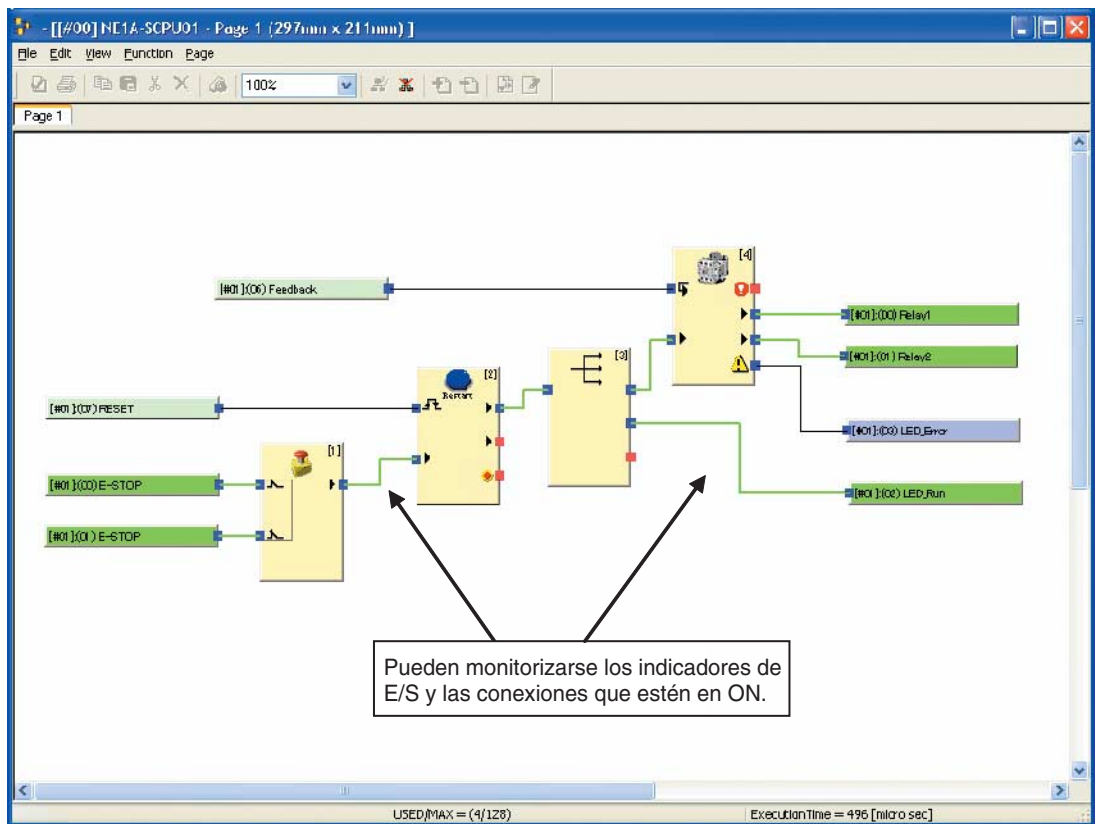 - [[#00] NE1A-SCPU01 - Page 1 (297mm x 211mm) ]
File Edit View Function Page
100%
Page 1
[4]
[#01]:(06) Feedback
[#01]:(00) Relay1
[3]
[#01]:(01) Relay2
[2]
Restart
[#01]:(07) RESET
[#01]:(03) LED_Error
[1]
[#01]:(00) E-STOP
[#01]:(02) LED_Run
[#01]:(01) E-STOP
Pueden monitorizarse los indicadores de
E/S y las conexiones que estén en ON.
USED/MAX = (4/128)
ExecutionTime = 496 [micro sec]